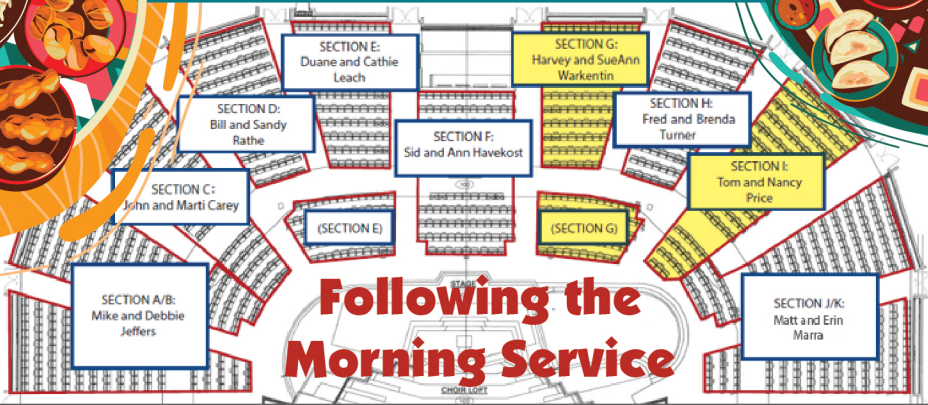 SECTION E:
Duane and Cathie
Leach
SECTION G:
Harvey and SueAnn
Warkentin
SECTION D:
Bill and Sandy
Rathe
SECTION F:
Sid and Ann Havekost
SECTION H:
Fred and Brenda
Turner
SECTION C:
John and Marti Carey
SECTION I:
Tom and Nancy
Price
(SECTION E)
(SECTION G)
SECTION A/B:
Mike and Debbie
Jeffers
SECTION J/K:
Matt and Erin
Marra
STAGE
Following the
Morning Service
CHOIR LOFT
100